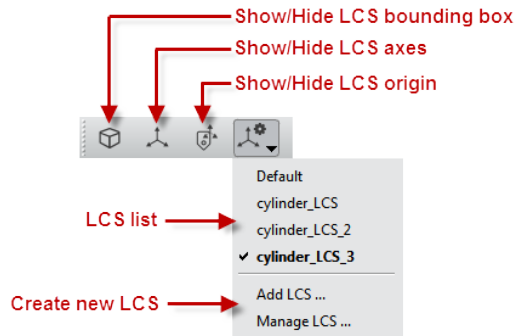 Show/Hide LCS bounding box
Show/Hide LCS axes
Show/Hide LCS origin
Default
cylinder_LCS
LCS list
cylinder_LCS_2
cylinder_LCS_3
Create new LCS
Add LCS ...
Manage LCS ...